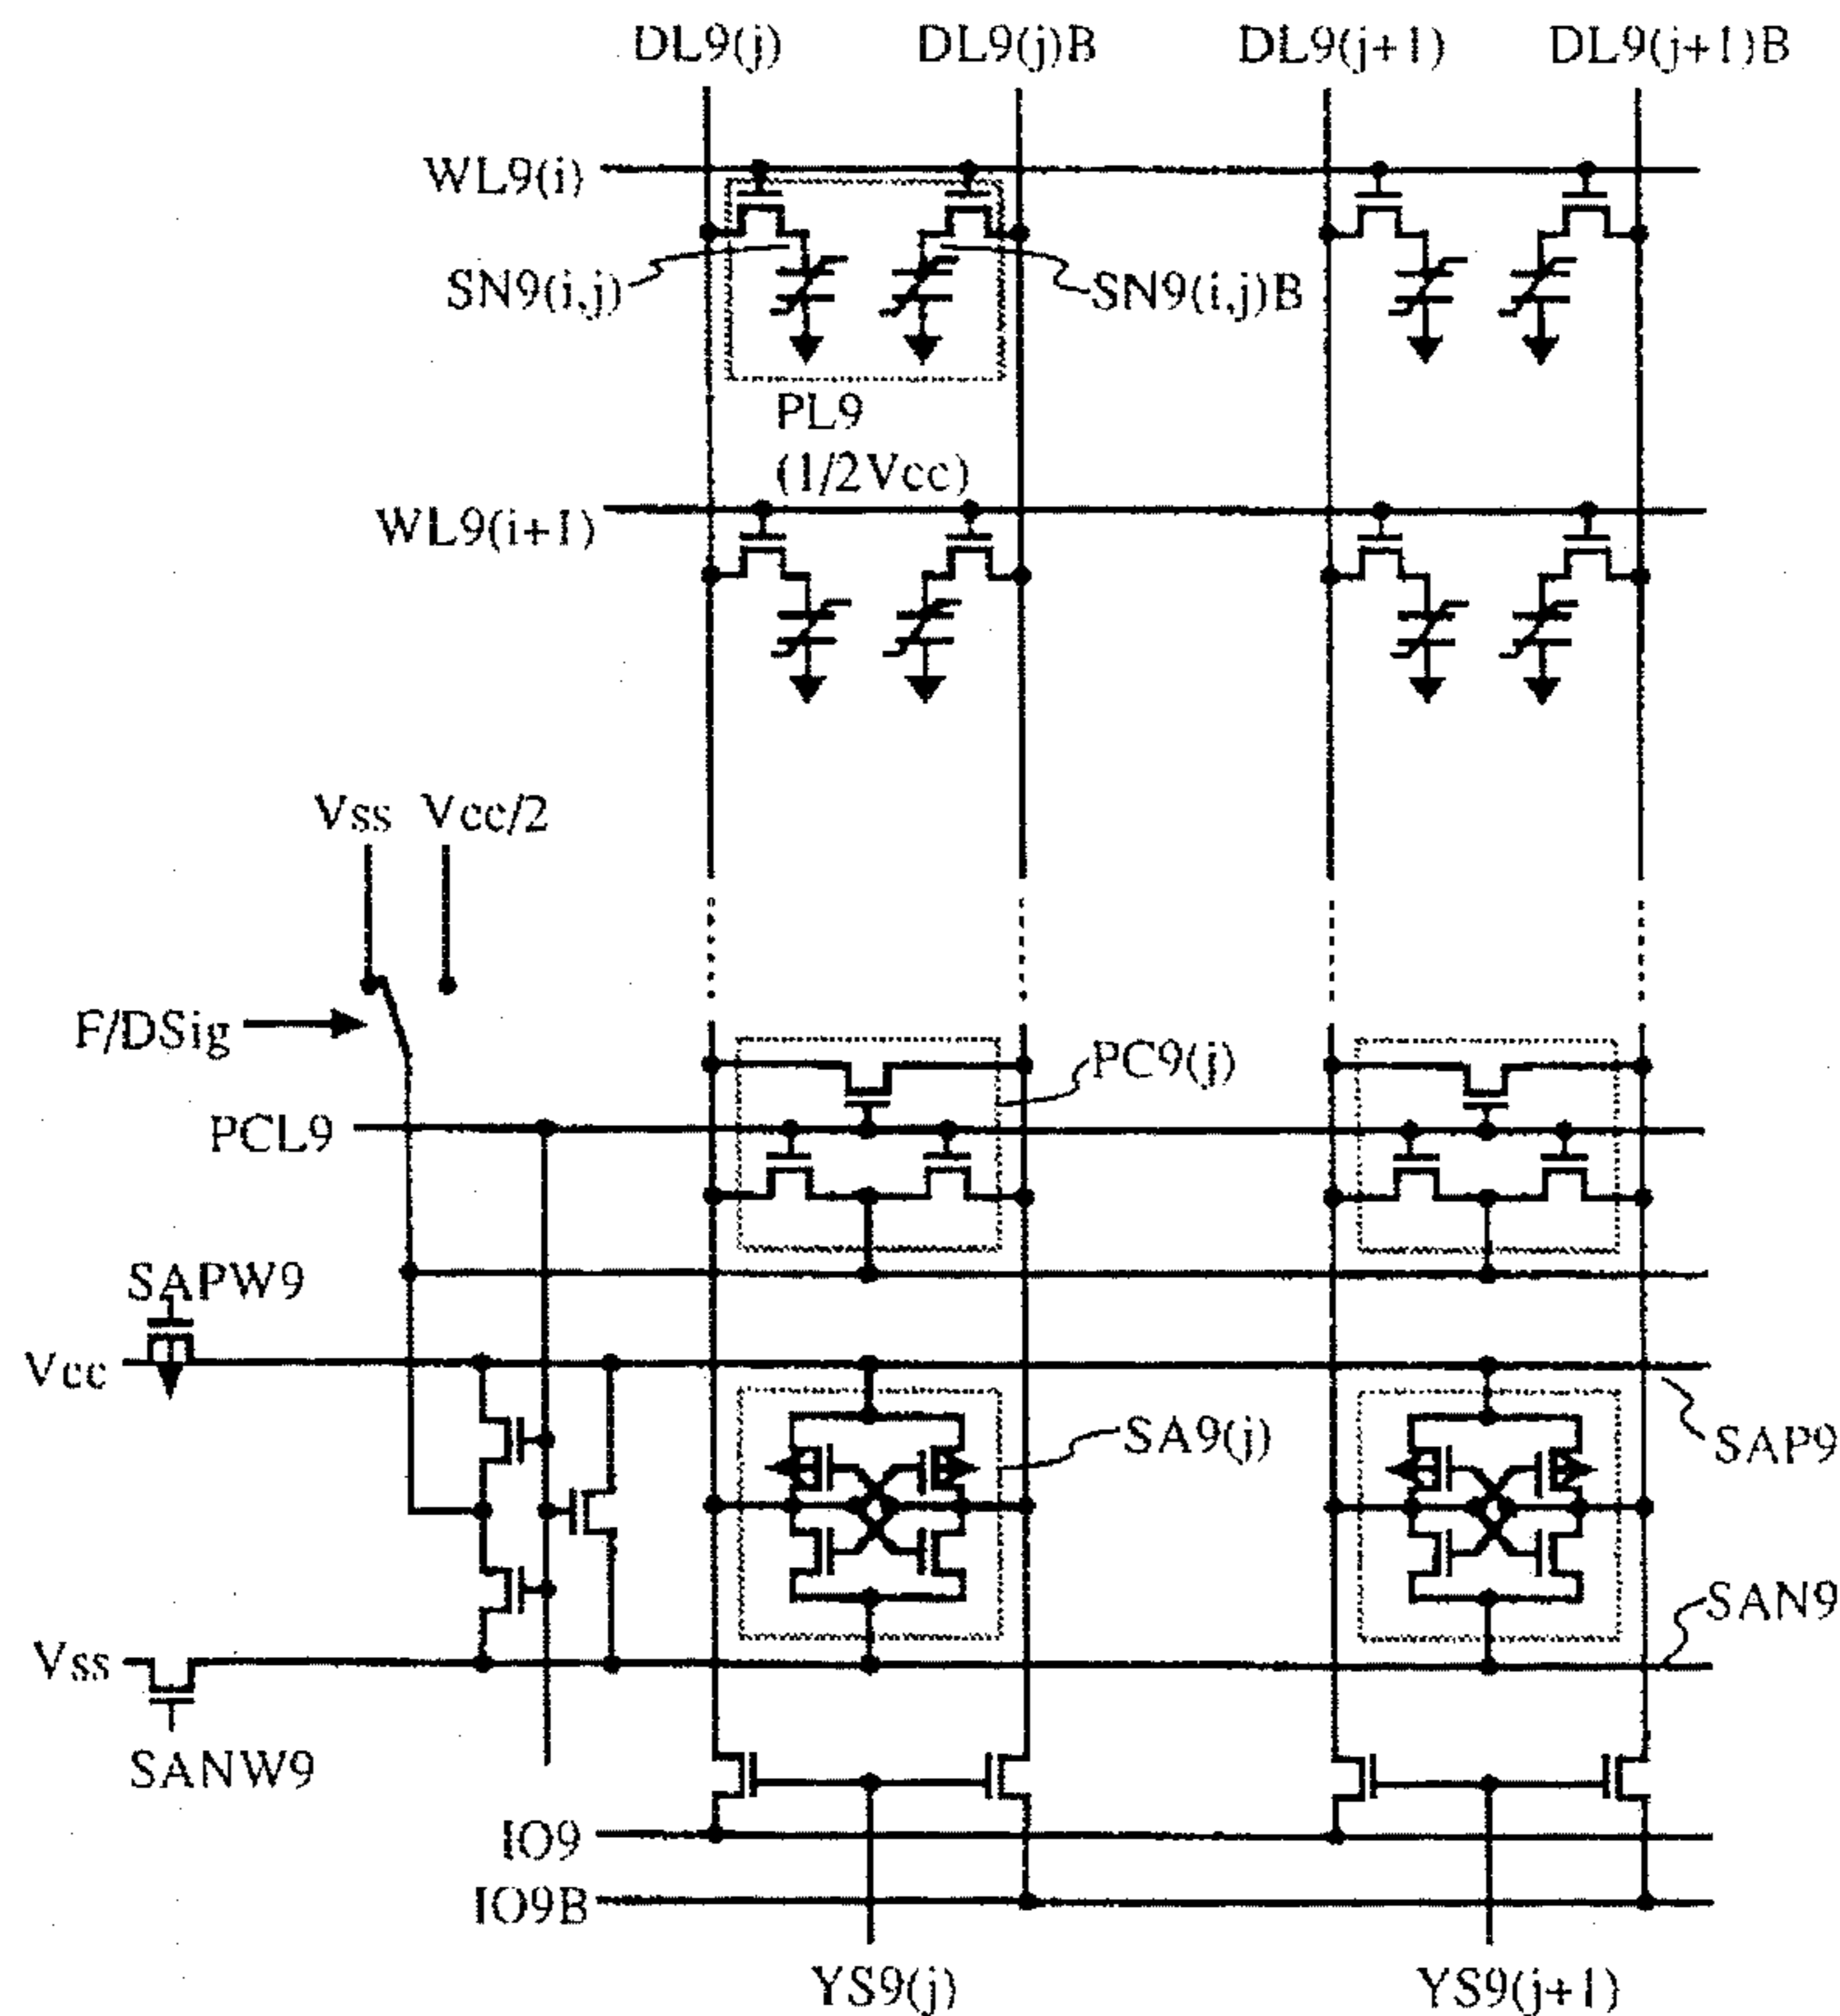 DL9(j) DL9(j)B DL9(j+1) DL9(j+1)B
WL9(i)
SN9(i,j) SN9(i,j)B
PL9
(1/2Vcc)
WL9(i+1)
Vss Vcc/2
F/DSig
PC9(j)
PCL9
SAPW9
Vcc
SA9(j) SAP9
SAN9
Vss
SANW9
IO9
IO9B
YS9(j) YS9(j+1)